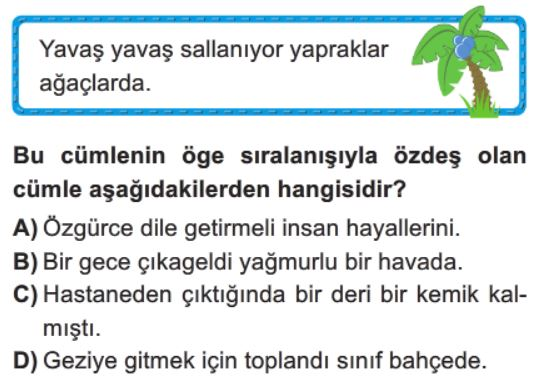 Yavaş yavaş sallanıyor yapraklar
ağaçlarda.
Bu cümlenin öge sıralanışıyla özdeş olan
cümle aşağıdakilerden hangisidir?
A) Özgürce dile getirmeli insan hayallerini.
B) Bir gece çıkageldi yağmurlu bir havada.
C) Hastaneden çıktığında bir deri bir kemik kal-
mıştı.
D) Geziye gitmek için toplandı sınıf bahçede.